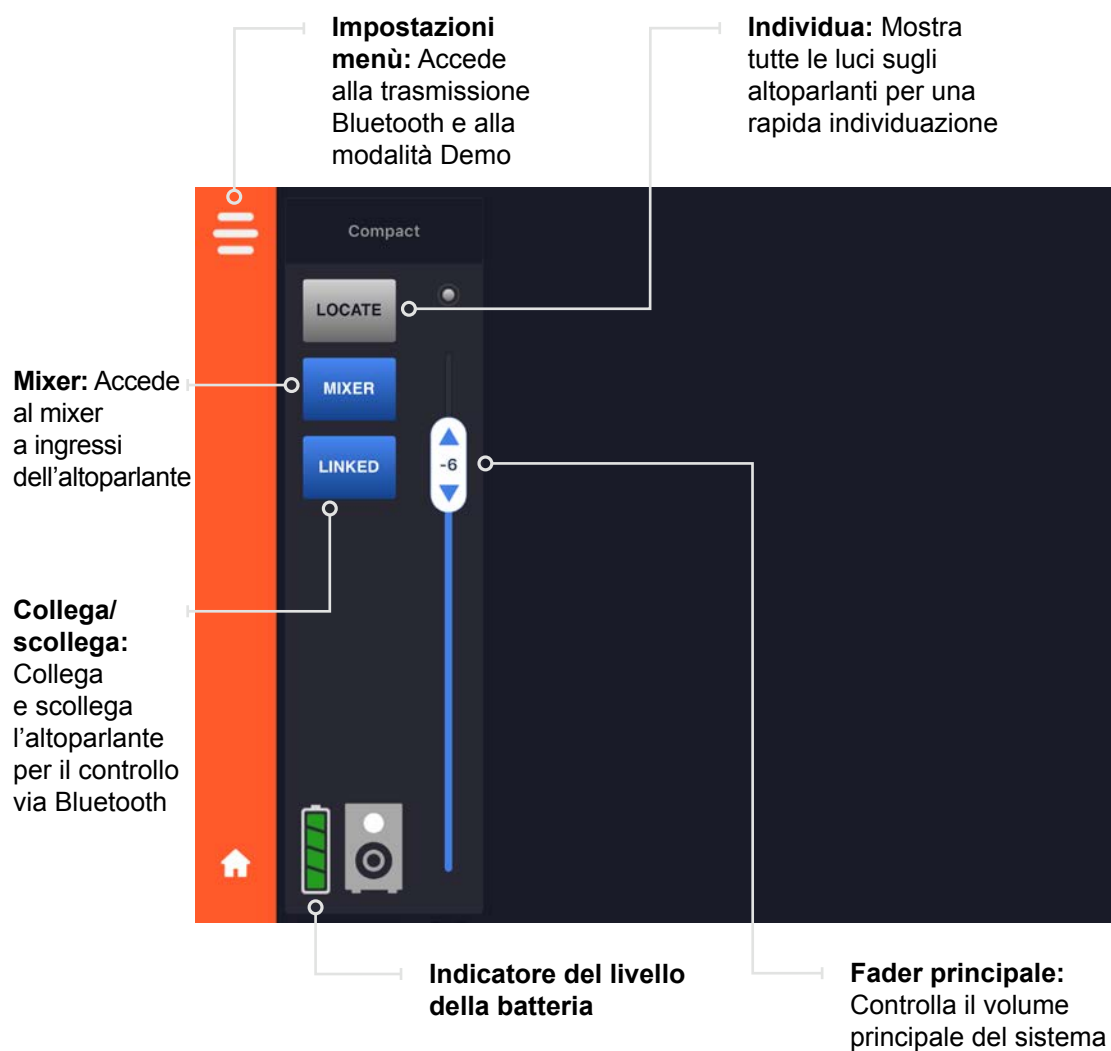 Impostazioni
menù: Accede
alla trasmissione
Bluetooth e alla
modalità Demo
Individua: Mostra
tutte le luci sugli
altoparlanti per una
rapida individuazione
Compact
LOCATE
MIXER
LINKED
-6
Mixer: Accede
al mixer
a ingressi
dell’altoparlante
Collega/
scollega:
Collega
e scollega
l’altoparlante
per il controllo
via Bluetooth
Indicatore del livello
della batteria
Fader principale:
Controlla il volume
principale del sistema